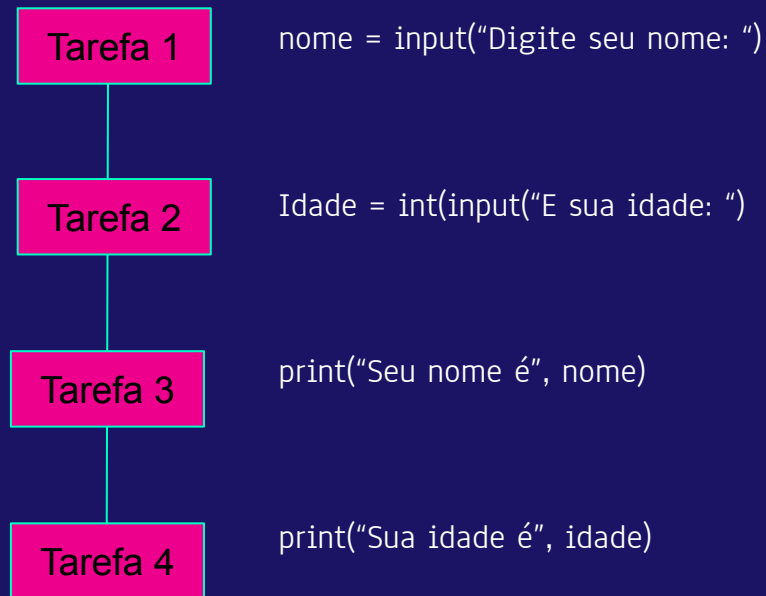 Tarefa 1
nome = input(“Digite seu nome: “)
Tarefa 2
Idade = int(input(“E sua idade: “)
Tarefa 3
print(“Seu nome é”, nome)
Tarefa 4
print(“Sua idade é”, idade)